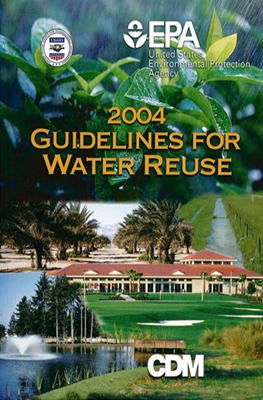 EPA
United States
Environmental Protection
Agency
2004
GUIDELINES FOR
WATER REUSE
CDM